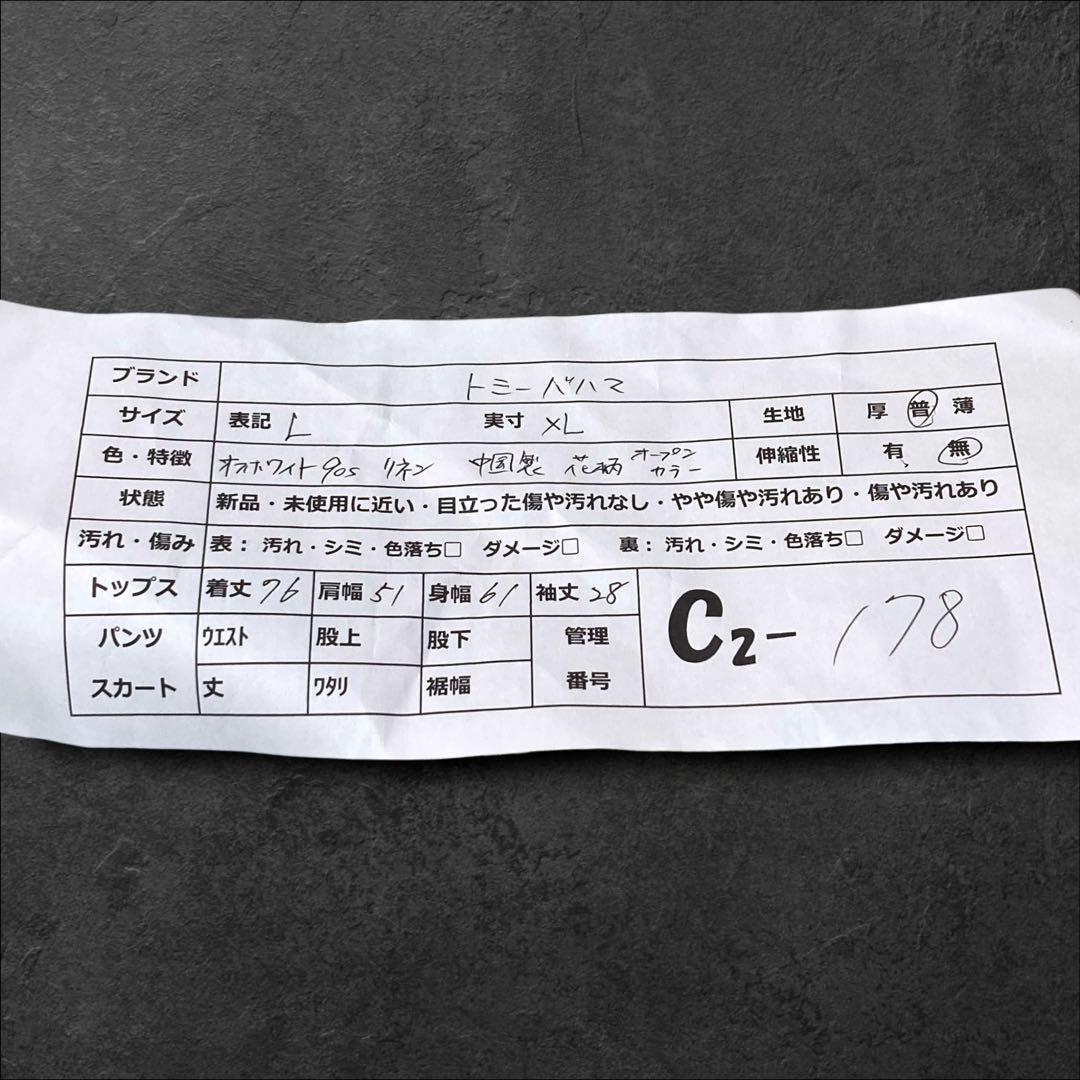 ブランド トミーバハマ
サイズ 表記 L 実寸 XL 生地 厚 普 薄
色・特徴 オフホワイト 90s リネン 中国製 花柄 オープンカラー 伸縮性 有 無
状態 新品・未使用に近い・目立った傷や汚れなし・やや傷や汚れあり・傷や汚れあり
汚れ・傷み 表：汚れ・シミ・色落ち□ ダメージ□ 裏：汚れ・シミ・色落ち□ ダメージ□
トップス 着丈 76 肩幅 51 身幅 61 袖丈 28
パンツ ウエスト 股上 股下 管理 C2- 178
スカート 丈 ワタリ 裾幅 番号